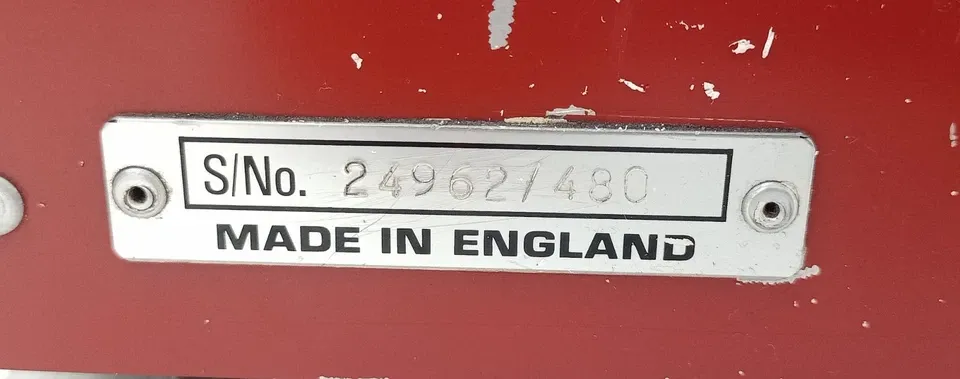 S/No. 24962/480
MADE IN ENGLAND